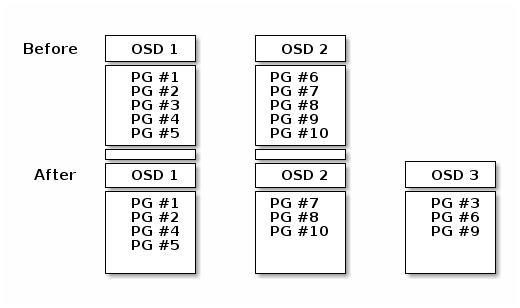 Before OSD 1 OSD 2
PG #1 PG #6
PG #2 PG #7
PG #3 PG #8
PG #4 PG #9
PG #5 PG #10
After OSD 1 OSD 2 OSD 3
PG #1 PG #7 PG #3
PG #2 PG #8 PG #6
PG #4 PG #10 PG #9
PG #5